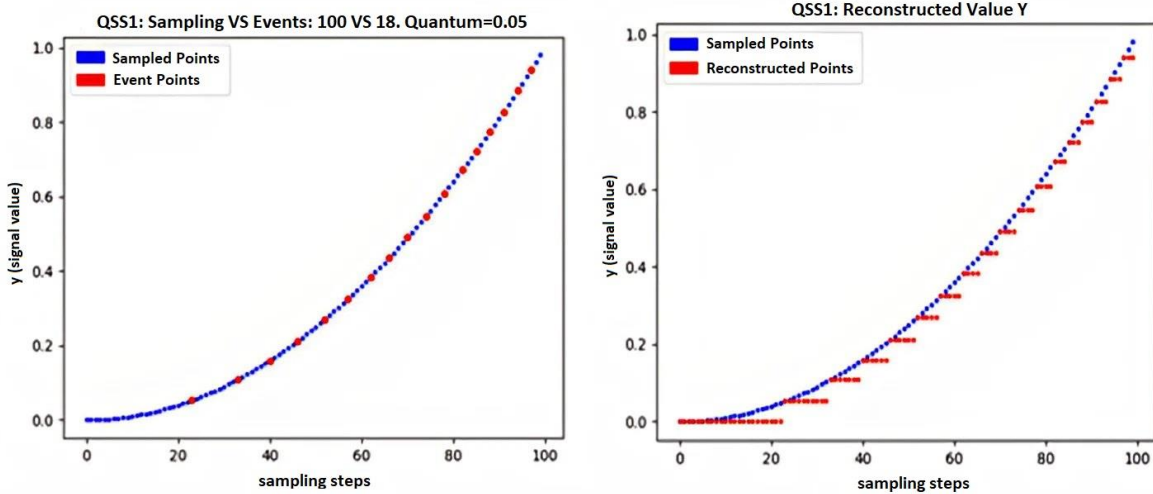 QSS1: Sampling VS Events: 100 VS 18. Quantum=0.05
Sampled Points
Event Points
1.0
0.8
0.6
0.4
0.2
0.0
y (signal value)
0 20 40 60 80 100
sampling steps
QSS1: Reconstructed Value Y
Sampled Points
Reconstructed Points
1.0
0.8
0.6
0.4
0.2
0.0
y (signal value)
0 20 40 60 80 100
sampling steps